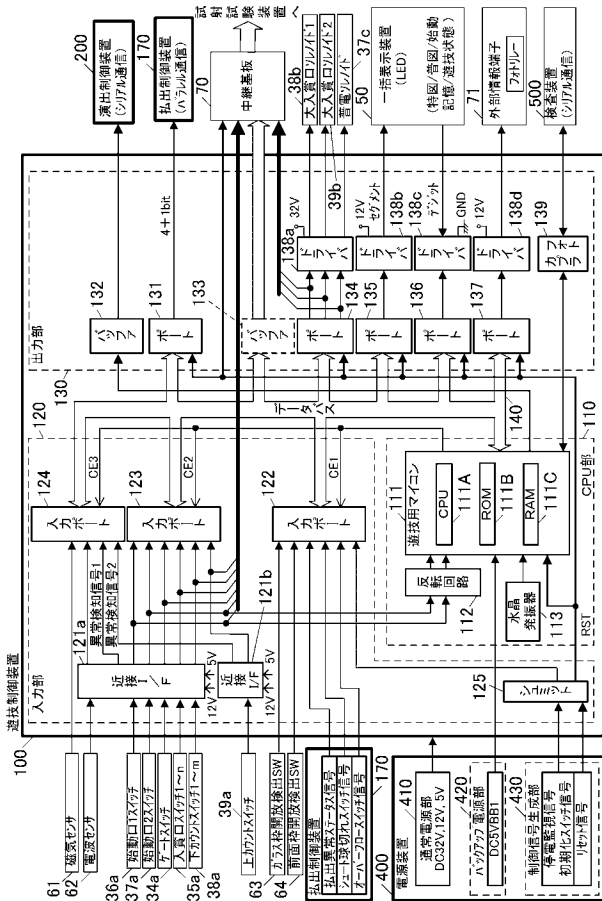 遊技制御装置
100
入力部
120
61
磁気センサ
62
電波センサ
36a
始動口1スイッチ
37a
始動口2スイッチ
34a
ゲートスイッチ
35a
入賞口スイッチ1〜n
38a
下カウントスイッチ1〜m
39a
上カウントスイッチ
63
ガラス枠開放検出SW
64
前面枠開放検出SW
払出制御装置
170
払出異常ステータス信号
シュート球切れスイッチ信号
オーバーフロースイッチ信号
400
電源装置
410
通常電源部
DC32V,12V, 5V
420
バックアップ電源部
DC5VBB1
430
制御信号生成部
停電監視信号
初期化スイッチ信号
リセット信号
121a
近接
I/F
12V
5V
異常検知信号1
異常検知信号2
121b
近接
I/F
12V
5V
124
入力ポート
CE3
123
入力ポート
CE2
122
入力ポート
CE1
125
シュミット
データバス
140
110
CPU部
111
遊技用マイコン
CPU
111A
ROM
111B
RAM
111C
反転回路
112
水晶発振器
113
RST
130
出力部
132
バッファ
131
ポート
4+1bit
133
バッファ
134
ポート
135
ポート
136
ポート
137
ポート
138a
ドライバ
32V
138b
ドライバ
12V
セグメント
138c
ドライバ
デジット
GND
138d
ドライバ
12V
139
フォトカプラ
200
演出制御装置
(シリアル通信)
170
払出制御装置
(パラレル通信)
70
中継基板
試射試験装置へ
38b
大入賞口ソレノイド1
大入賞口ソレノイド2
39b
普電ソレノイド
37c
50
一括表示装置
(LED)
(特図/普図/始動
記憶/遊技状態)
71
外部情報端子
フォトリレー
500
検査装置
(シリアル通信)